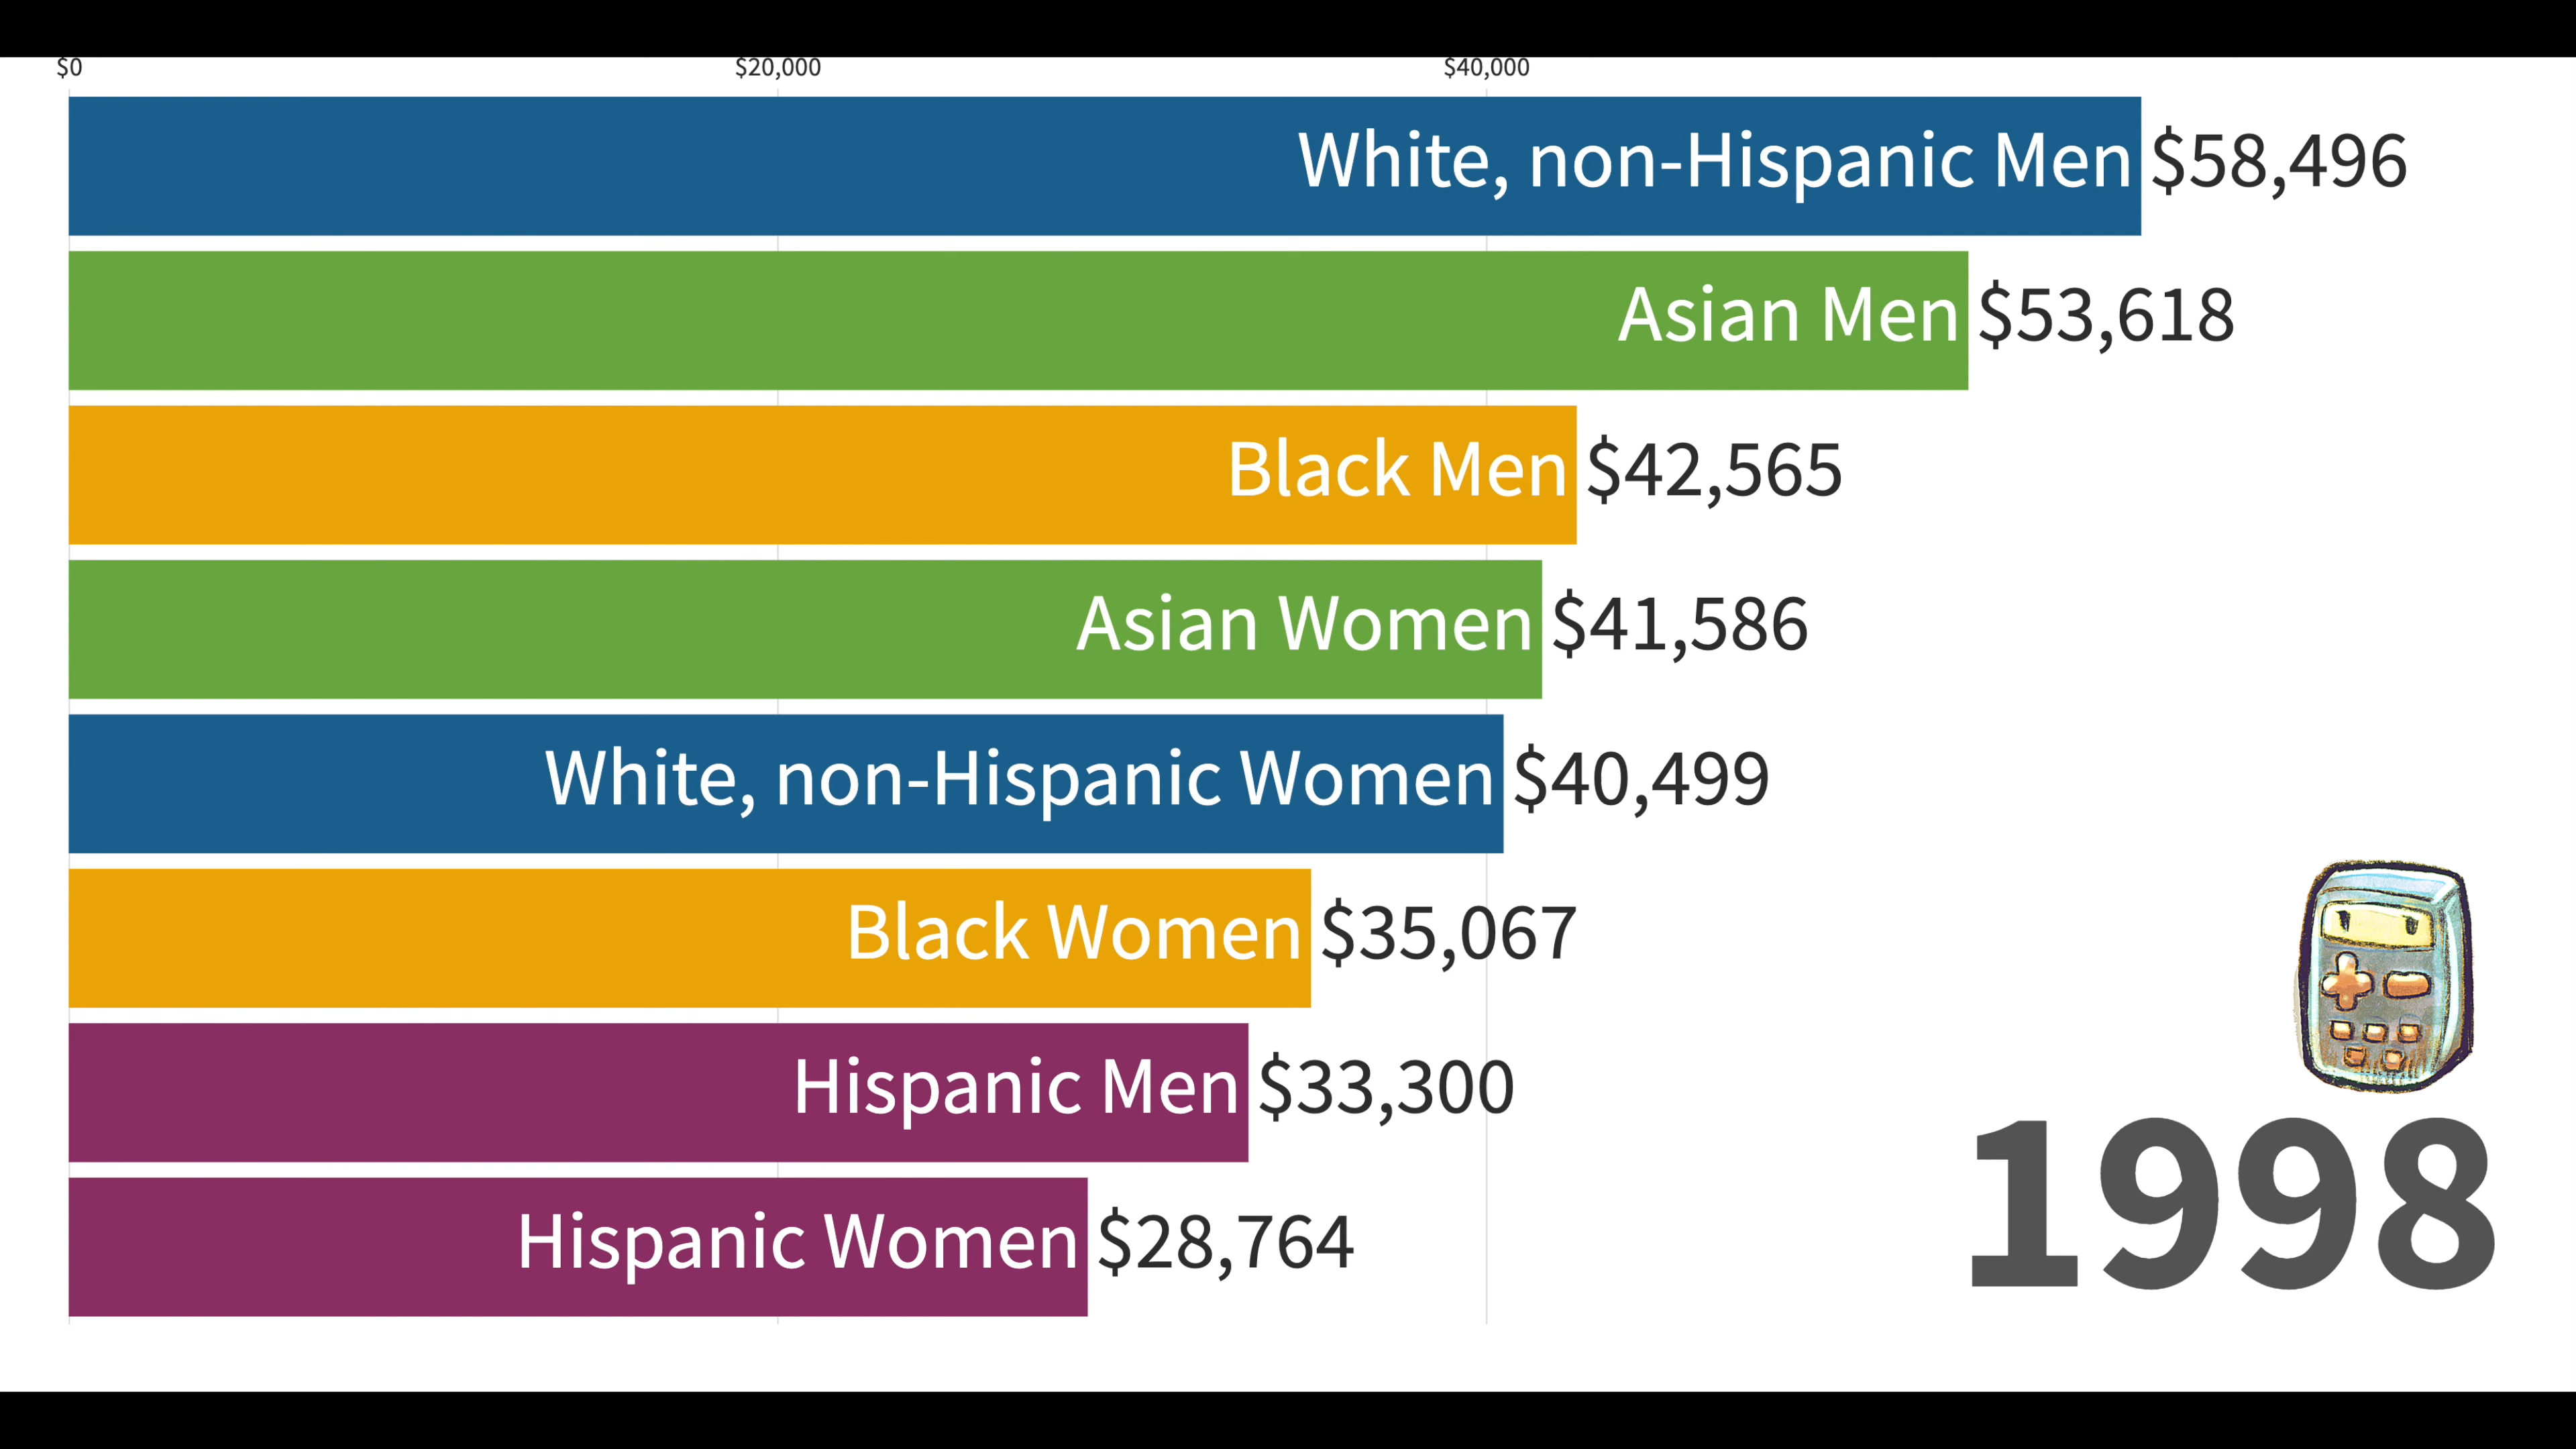 $0 $20,000 $40,000
White, non-Hispanic Men $58,496
Asian Men $53,618
Black Men $42,565
Asian Women $41,586
White, non-Hispanic Women $40,499
Black Women $35,067
Hispanic Men $33,300
Hispanic Women $28,764
1998